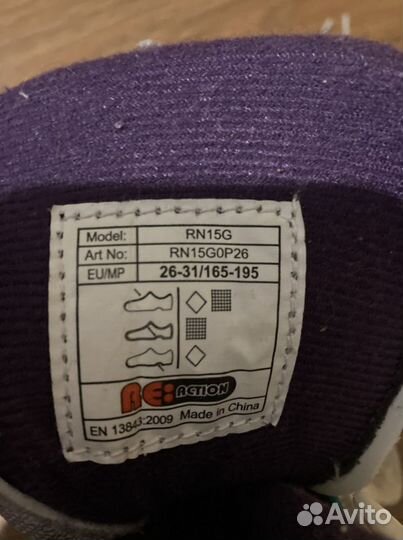 Model: RN15G
Art No: RN15G0P26
EU/MP 26-31/165-195
RE:ACTION
EN 13843:2009 Made in China
Avito